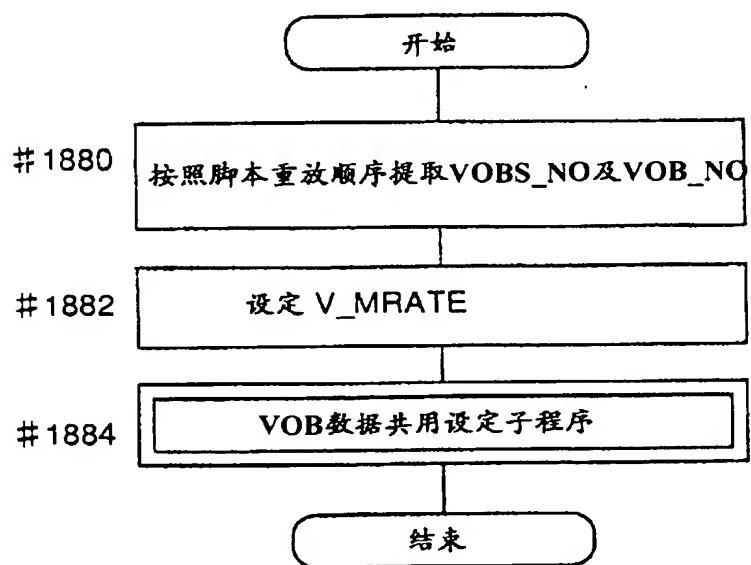 开始
#1880
按照脚本重放顺序提取VOBS_NO及VOB_NO
#1882
设定 V_MRATE
#1884
VOB数据共用设定子程序
结束